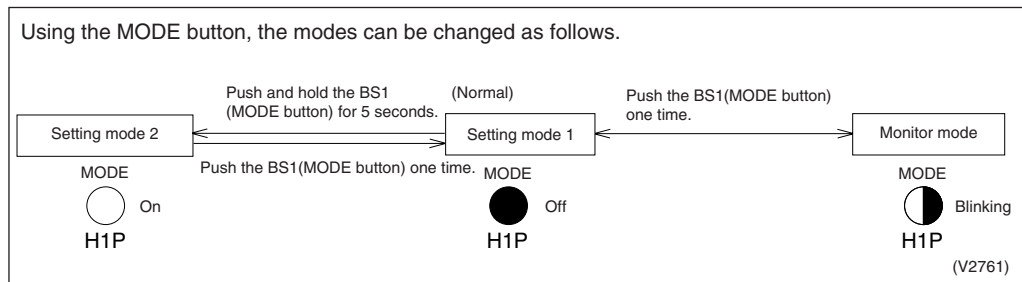 Using the MODE button, the modes can be changed as follows.
Push and hold the BS1
(MODE button) for 5 seconds.
(Normal)
Push the BS1(MODE button)
one time.
Setting mode 2
Setting mode 1
Monitor mode
Push the BS1(MODE button) one time.
MODE
On
H1P
MODE
Off
H1P
MODE
Blinking
H1P
(V2761)